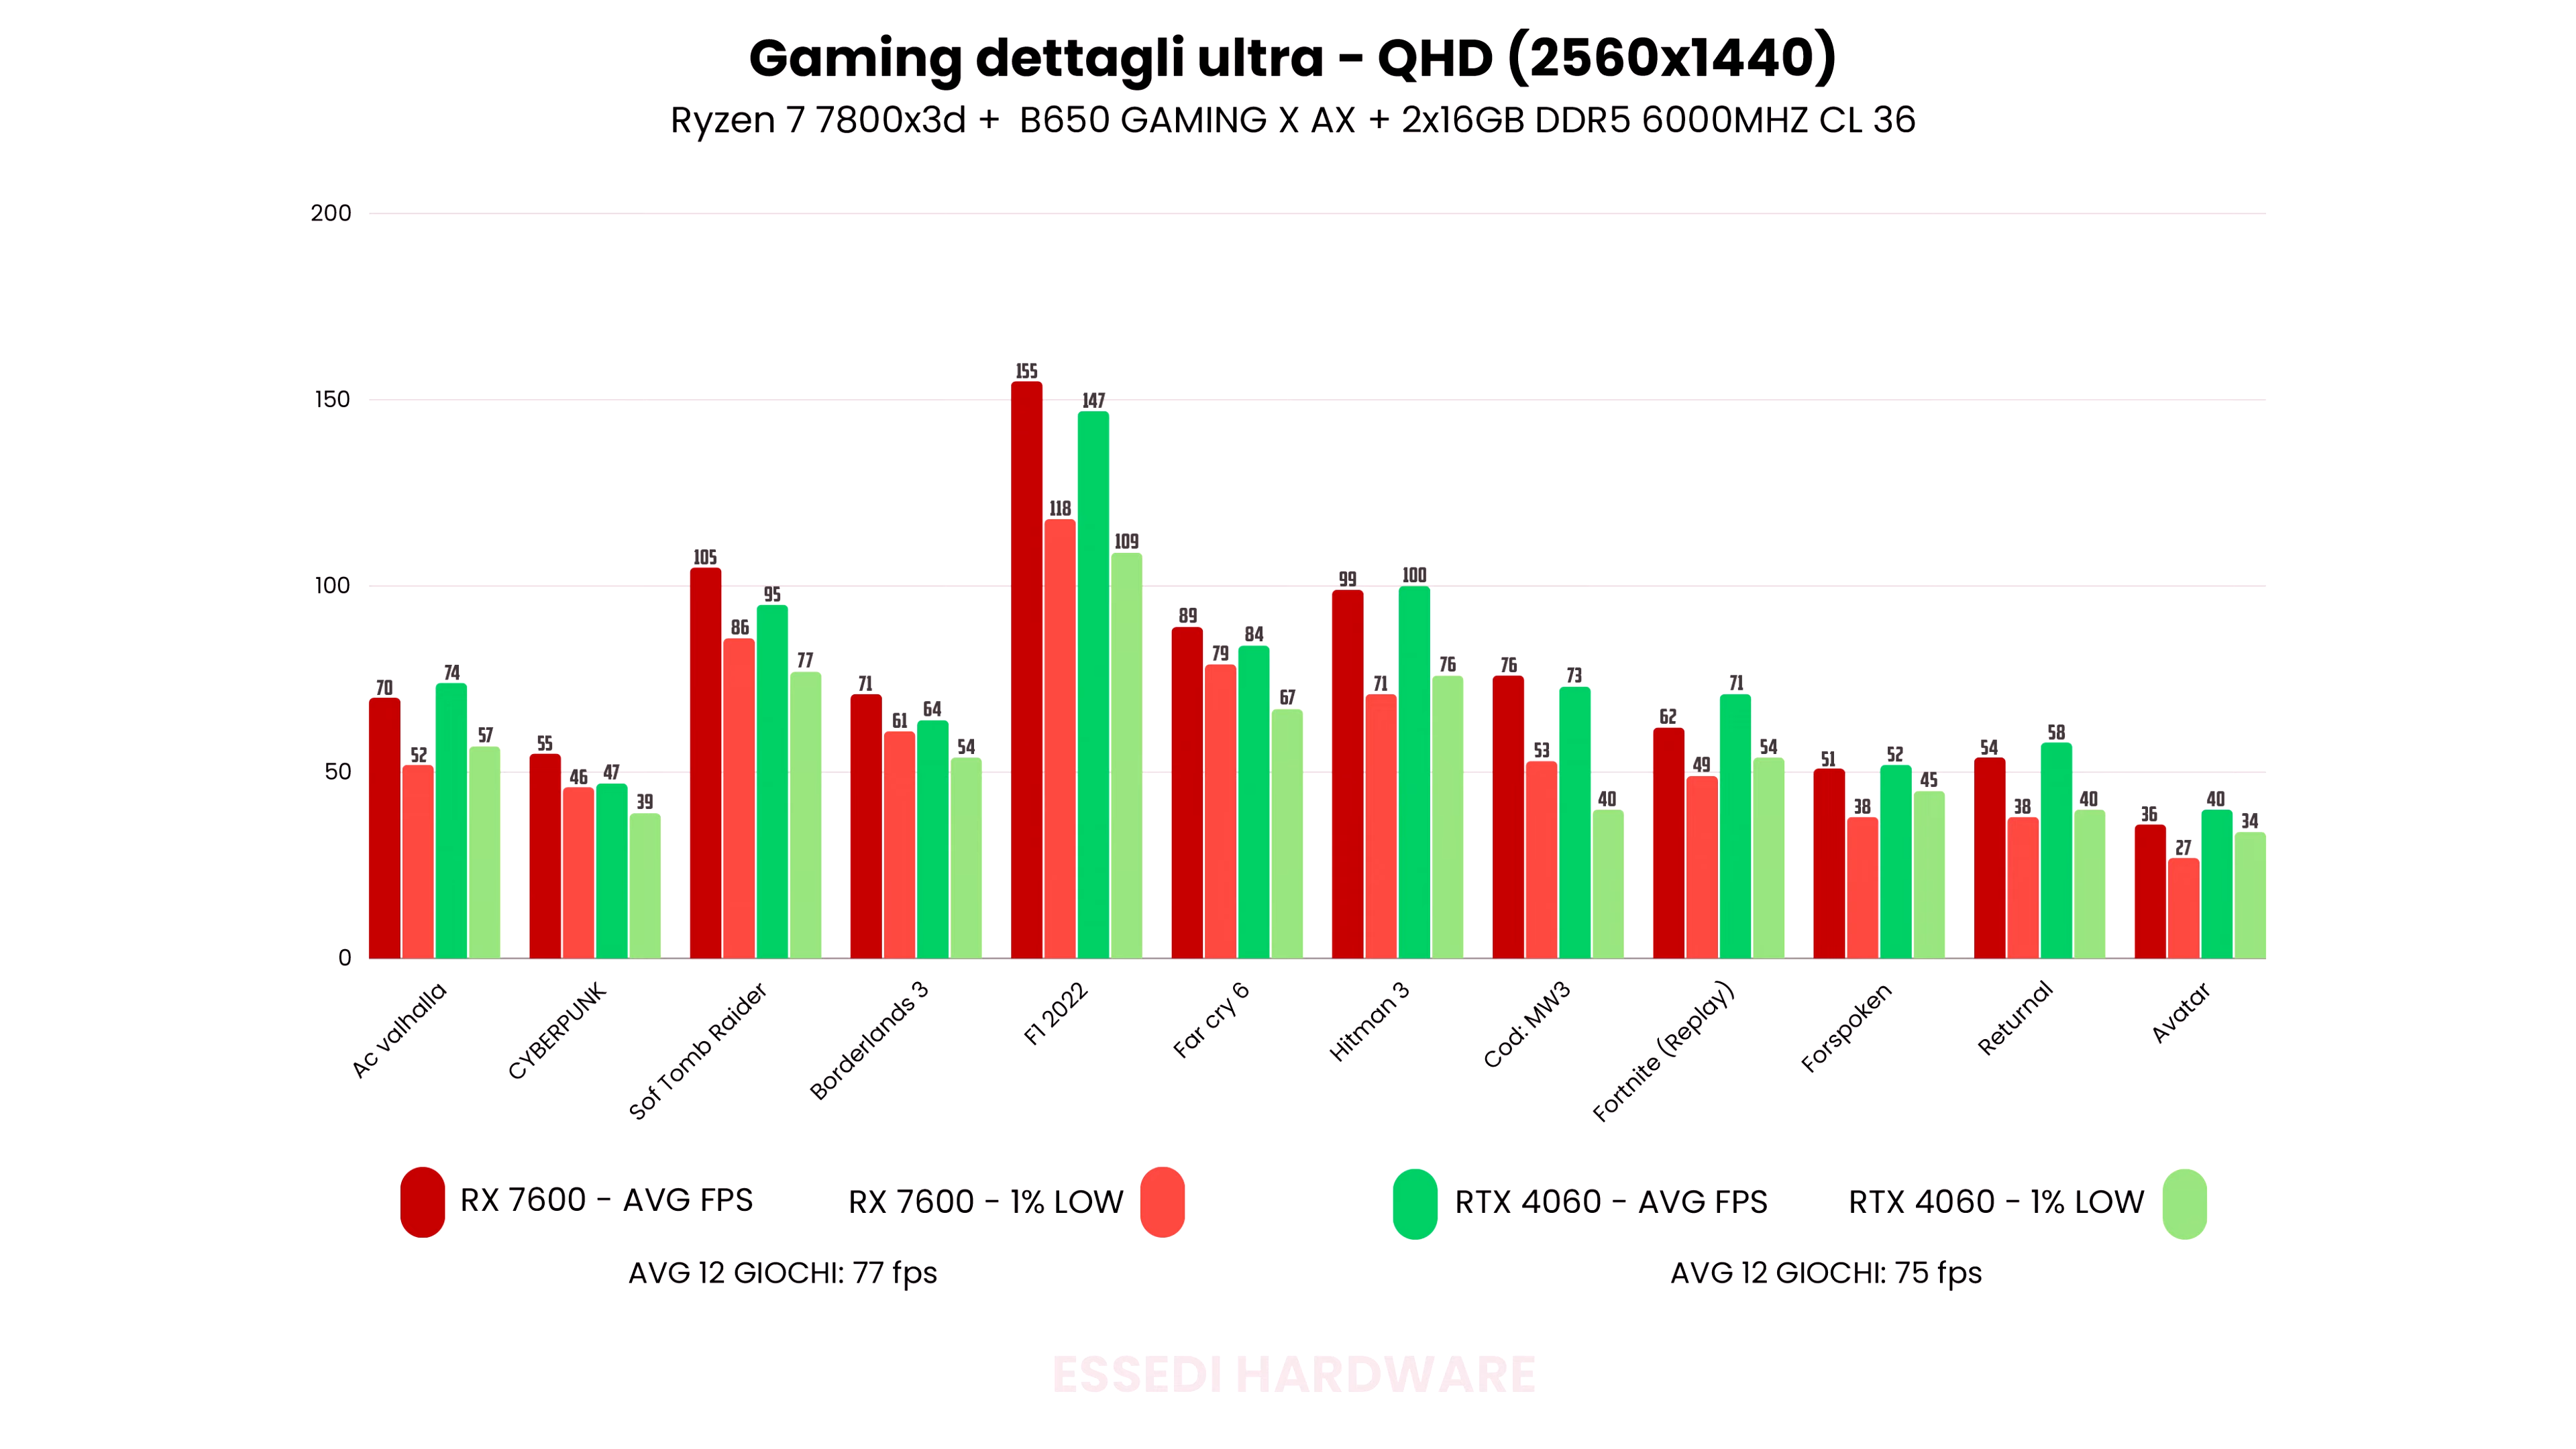 Gaming dettagli ultra - QHD (2560x1440)
Ryzen 7 7800x3d + B650 GAMING X AX + 2x16GB DDR5 6000MHZ CL 36
200
150
100
50
0
70 52 74 57
55 46 47 39
105 86 95 77
71 61 64 54
155 118 147 109
89 79 84 67
99 71 100 76
76 53 73 40
62 49 71 54
51 38 52 45
54 38 58 40
36 27 40 34
Ac valhalla
CYBERPUNK
Sof Tomb Raider
Borderlands 3
F1 2022
Far cry 6
Hitman 3
Cod: MW3
Fortnite (Replay)
Forspoken
Returnal
Avatar
RX 7600 - AVG FPS
RX 7600 - 1% LOW
RTX 4060 - AVG FPS
RTX 4060 - 1% LOW
AVG 12 GIOCHI: 77 fps
AVG 12 GIOCHI: 75 fps
ESSEDI HARDWARE